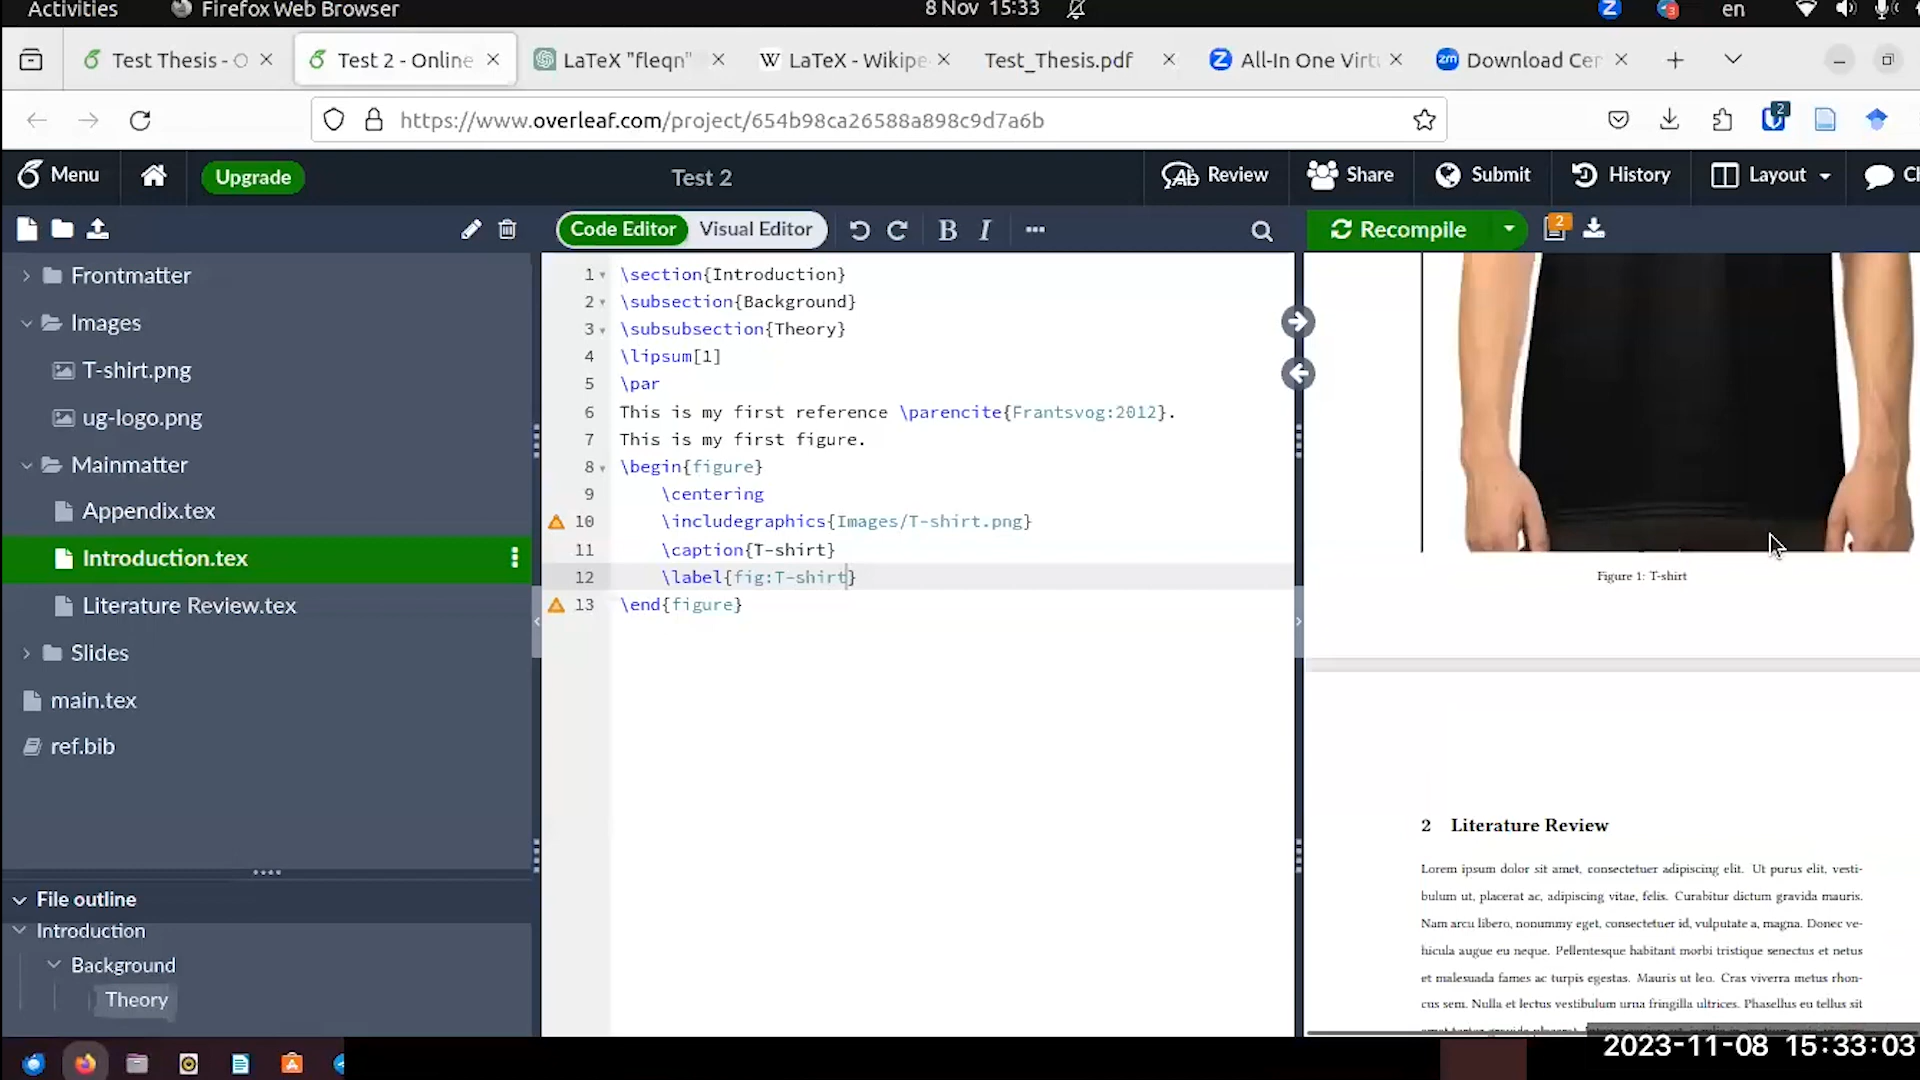 Activities
Firefox Web Browser
8 Nov 15:33
en
Test Thesis - O
Test 2 - Online
LaTeX "fleqn"
LaTeX - Wikipe
Test_Thesis.pdf
All-In One Virtu
Download Cer
https://www.overleaf.com/project/654b98ca26588a898c9d7a6b
2
Menu
Upgrade
Test 2
Review
Share
Submit
History
Layout
Ch
Code Editor
Visual Editor
B I
Recompile
2
Frontmatter
Images
T-shirt.png
ug-logo.png
Mainmatter
Appendix.tex
Introduction.tex
Literature Review.tex
Slides
main.tex
ref.bib
File outline
Introduction
Background
Theory
1 \section{Introduction}
2 \subsection{Background}
3 \subsubsection{Theory}
4 \lipsum[1]
5 \par
6 This is my first reference \parencite{Frantsvog:2012}.
7 This is my first figure.
8 \begin{figure}
9 \centering
10 \includegraphics{Images/T-shirt.png}
11 \caption{T-shirt}
12 \label{fig:T-shirt}
13 \end{figure}
Figure 1: T-shirt
2 Literature Review
Lorem ipsum dolor sit amet, consectetuer adipiscing elit. Ut purus elit, vesti-
bulum ut, placerat ac, adipiscing vitae, felis. Curabitur dictum gravida mauris.
Nam arcu libero, nonummy eget, consectetuer id, vulputate a, magna. Donec ve-
hicula augue eu neque. Pellentesque habitant morbi tristique senectus et netus
et malesuada fames ac turpis egestas. Mauris ut leo. Cras viverra metus rhon-
cus sem. Nulla et lectus vestibulum urna fringilla ultrices. Phasellus eu tellus sit
2023-11-08 15:33:03